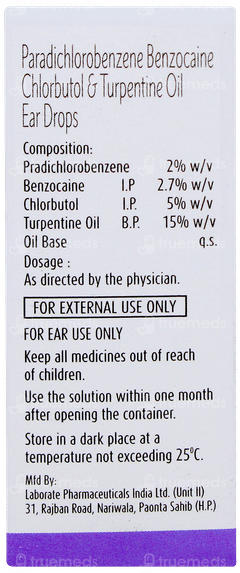 Paradichlorobenzene Benzocaine
Chlorbutol & Turpentine Oil
Ear Drops
Composition:
Pradichlorobenzene 2% w/v
Benzocaine I.P 2.7% w/v
Chlorbutol I.P. 5% w/v
Turpentine Oil B.P. 15% w/v
Oil Base q.s.
Dosage :
As directed by the physician.
FOR EXTERNAL USE ONLY
FOR EAR USE ONLY
Keep all medicines out of reach
of children.
Use the solution within one month
after opening the container.
Store in a dark place at a
temperature not exceeding 25⁰C.
Mfd By:
Laborate Pharmaceuticals India Ltd. (Unit II)
31, Rajban Road, Nariwala, Paonta Sahib (H.P.)
truemeds